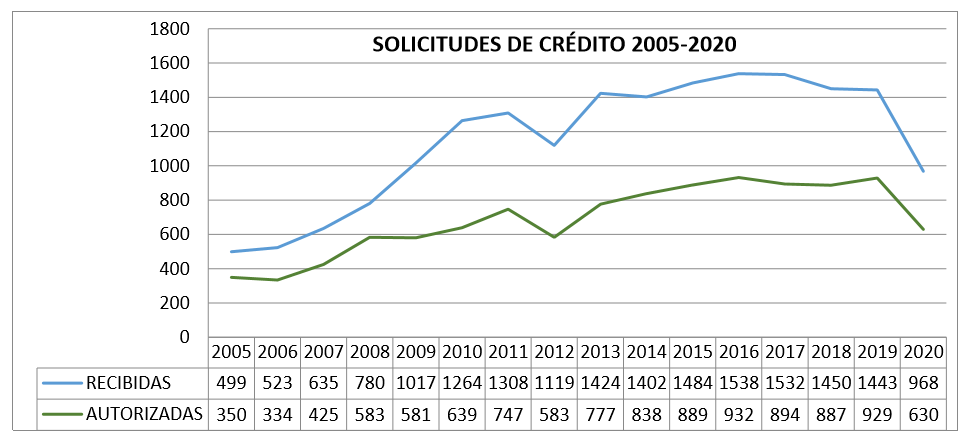 SOLICITUDES DE CRÉDITO 2005-2020
1800
1600
1400
1200
1000
800
600
400
200
0
2005 2006 2007 2008 2009 2010 2011 2012 2013 2014 2015 2016 2017 2018 2019 2020
RECIBIDAS 499 523 635 780 1017 1264 1308 1119 1424 1402 1484 1538 1532 1450 1443 968
AUTORIZADAS 350 334 425 583 581 639 747 583 777 838 889 932 894 887 929 630